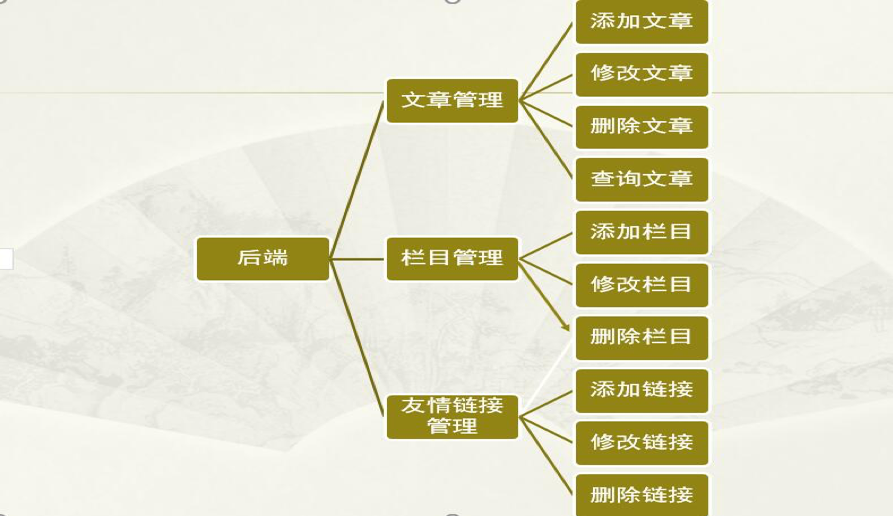 后端
文章管理
添加文章
修改文章
删除文章
查询文章
栏目管理
添加栏目
修改栏目
删除栏目
友情链接
管理
添加链接
修改链接
删除链接